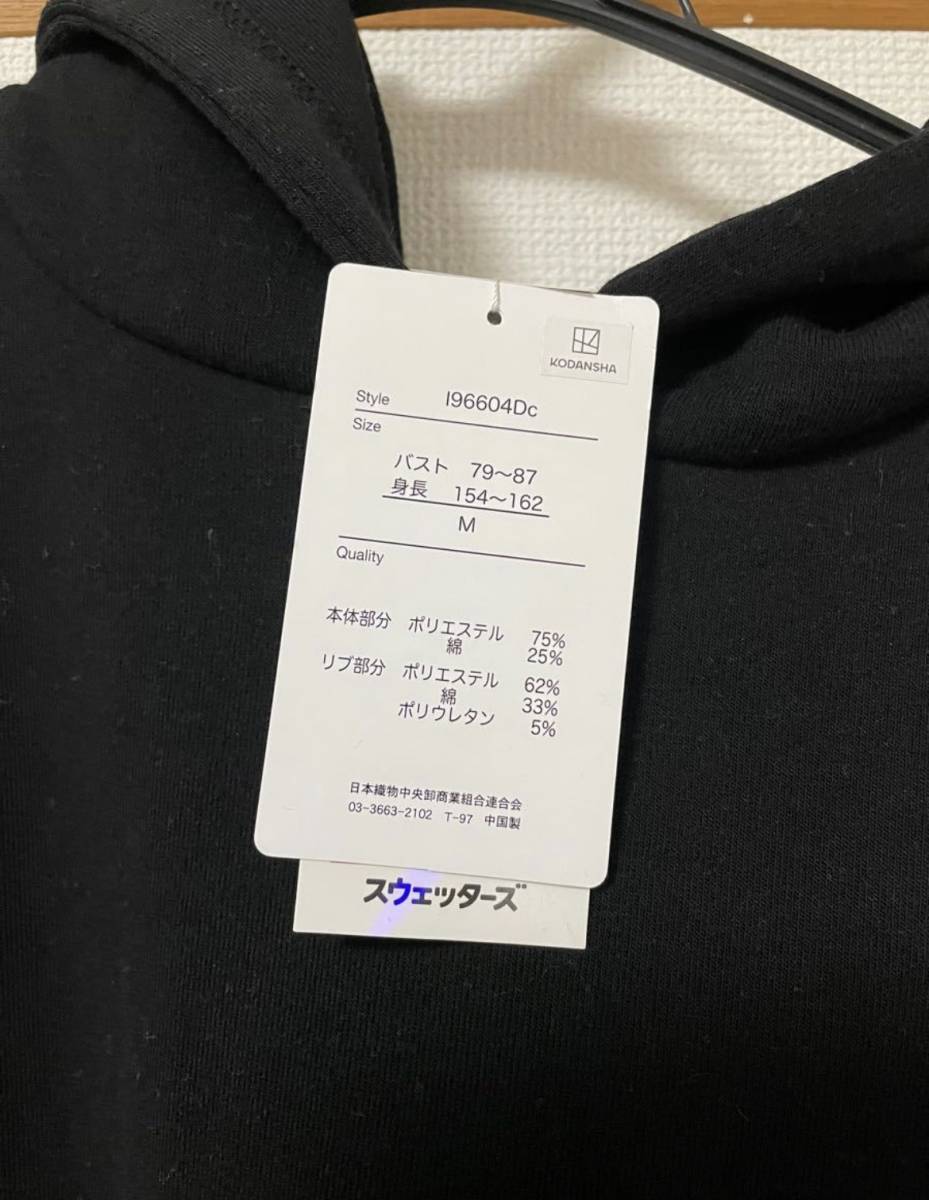 KODANSHA
Style I96604Dc
Size
バスト 79～87
身長 154～162
M
Quality
本体部分 ポリエステル 75%
綿 25%
リブ部分 ポリエステル 62%
綿 33%
ポリウレタン 5%
日本織物中央卸商業組合連合会
03-3663-2102 T-97 中国製
スウェッターズ